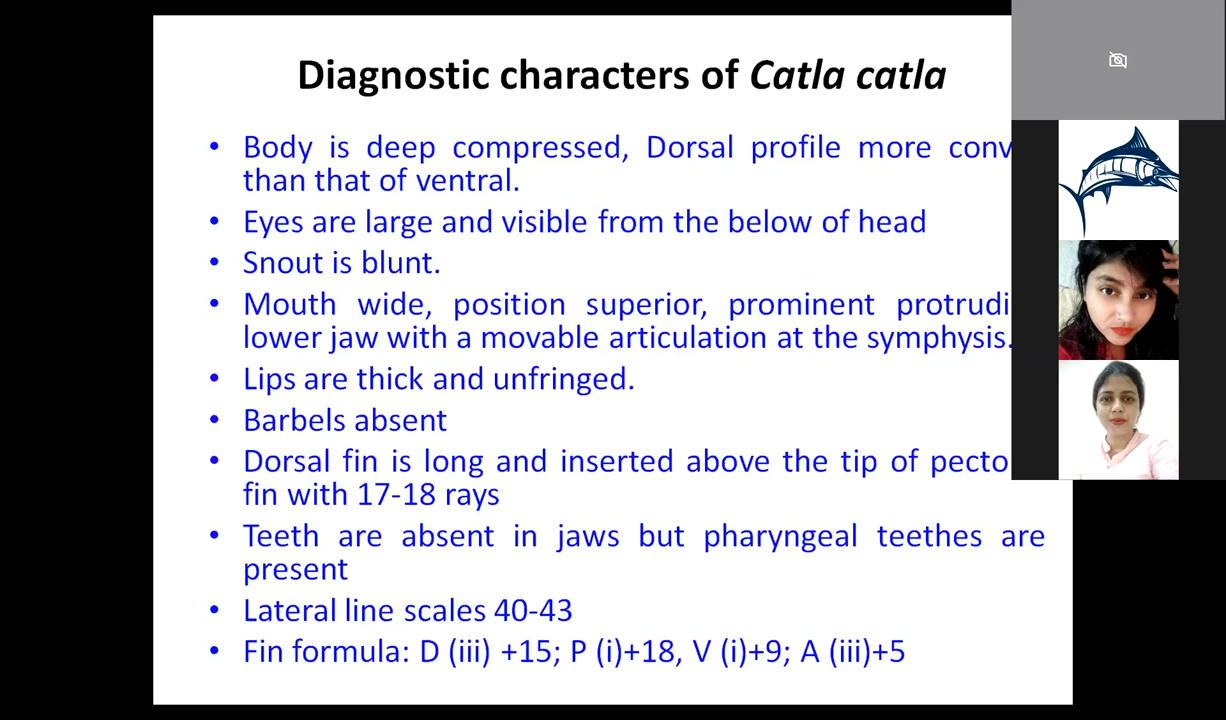 Diagnostic characters of Catla catla
• Body is deep compressed, Dorsal profile more conv
than that of ventral.
• Eyes are large and visible from the below of head
• Snout is blunt.
• Mouth wide, position superior, prominent protrudi
lower jaw with a movable articulation at the symphysis.
• Lips are thick and unfringed.
• Barbels absent
• Dorsal fin is long and inserted above the tip of pecto
fin with 17-18 rays
• Teeth are absent in jaws but pharyngeal teethes are
present
• Lateral line scales 40-43
• Fin formula: D (iii) +15; P (i)+18, V (i)+9; A (iii)+5